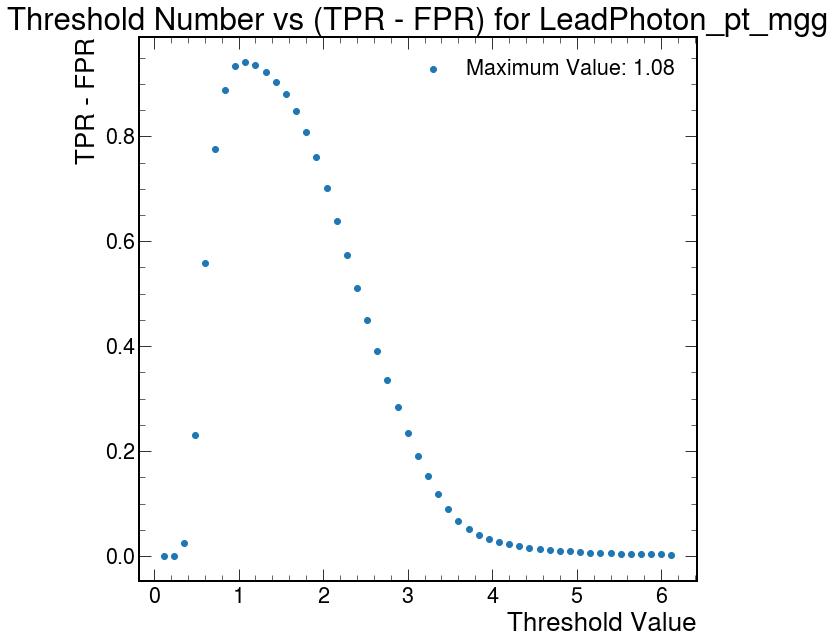 Threshold Number vs (TPR - FPR) for LeadPhoton_pt_mgg
TPR - FPR
Maximum Value: 1.08
0.8
0.6
0.4
0.2
0.0
0 1 2 3 4 5 6
Threshold Value